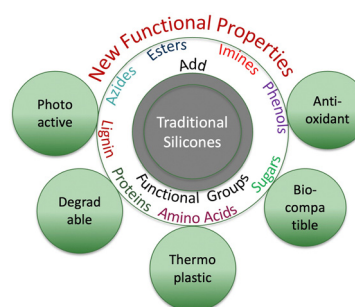 New Functional Properties
Azides
Esters
Imines
Phenols
Add
Lignin
Traditional
Silicones
Sugars
Proteins
Amino Acids
Functional Groups
Photo
active
Anti-
oxidant
Degrad
able
Bio-
compa
tible
Thermo
plastic